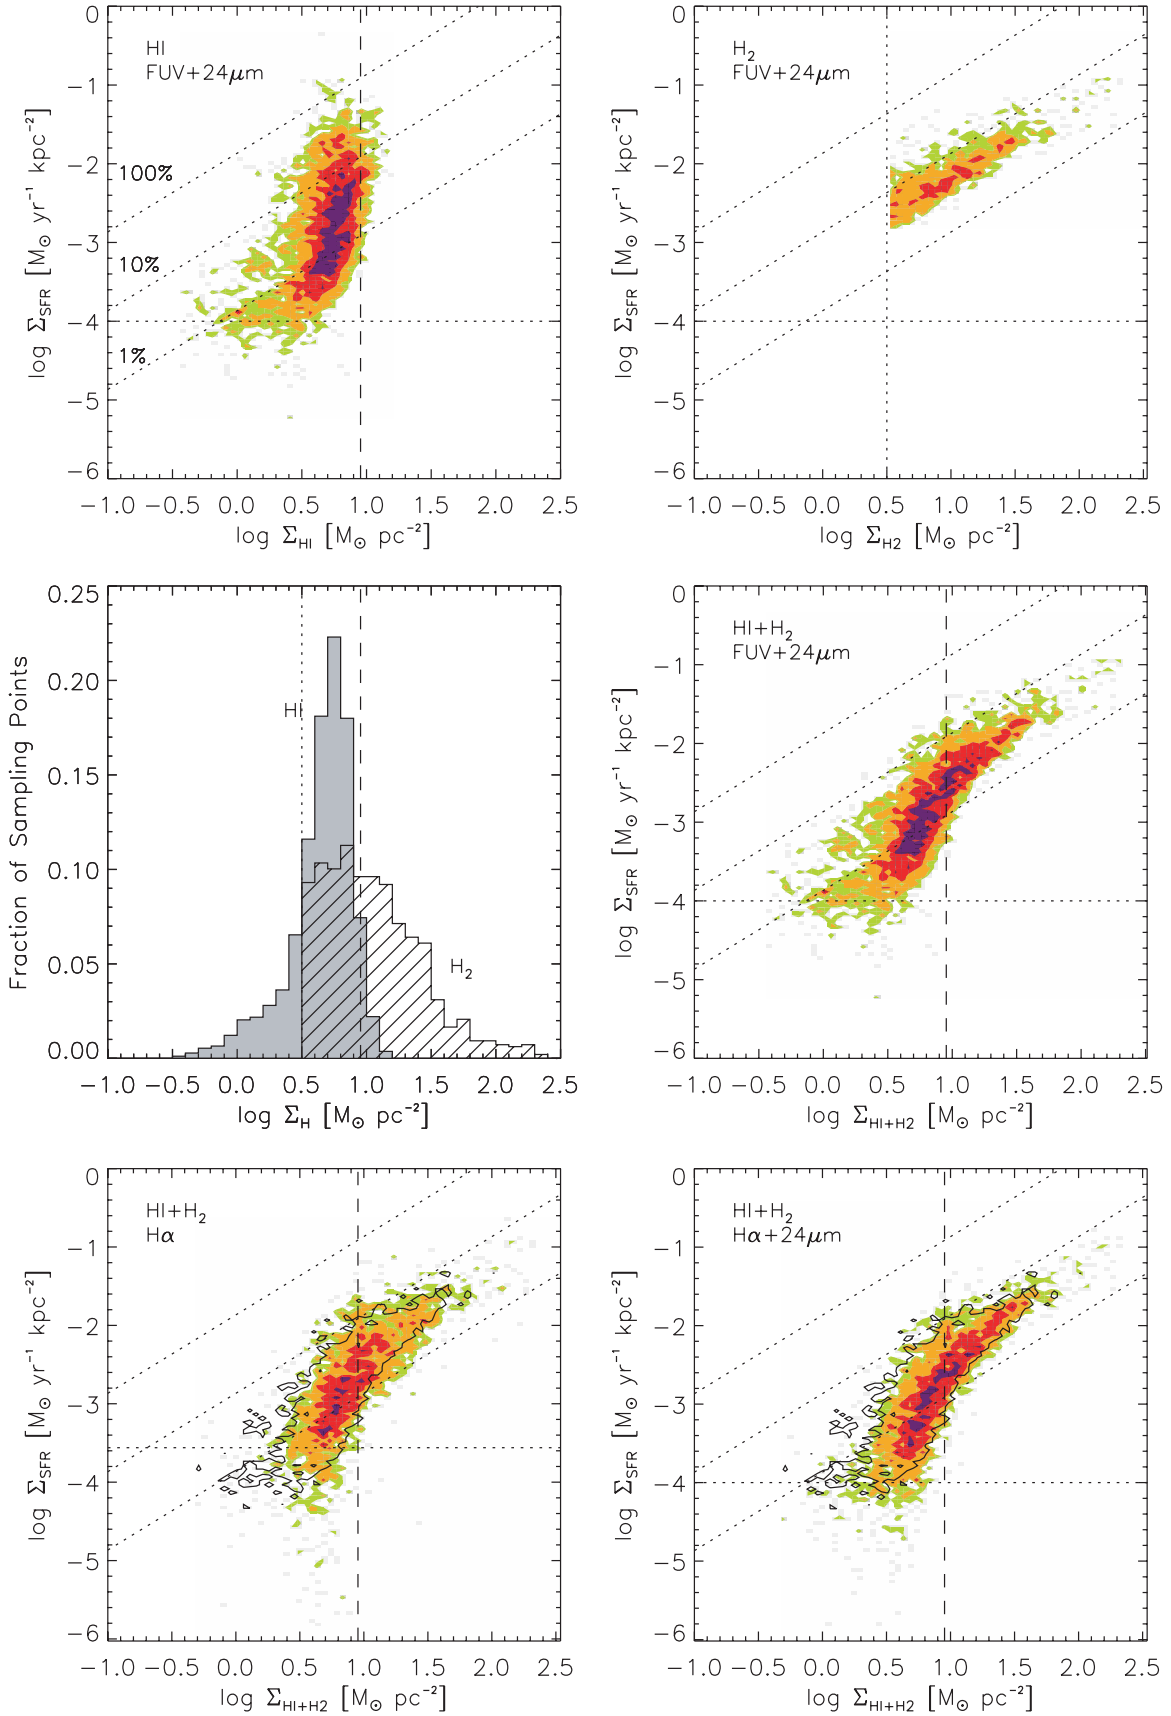 HI
FUV+24μm
100%
10%
1%
0
−1
−2
−3
−4
−5
−6
log Σ_SFR [M⊙ yr⁻¹ kpc⁻²]
−1.0 −0.5 0.0 0.5 1.0 1.5 2.0 2.5
log Σ_HI [M⊙ pc⁻²]
H₂
FUV+24μm
0
−1
−2
−3
−4
−5
−6
log Σ_SFR [M⊙ yr⁻¹ kpc⁻²]
−1.0 −0.5 0.0 0.5 1.0 1.5 2.0 2.5
log Σ_H2 [M⊙ pc⁻²]
0.25
0.20
0.15
0.10
0.05
0.00
Fraction of Sampling Points
HI
H₂
−1.0 −0.5 0.0 0.5 1.0 1.5 2.0 2.5
log Σ_H [M⊙ pc⁻²]
HI+H₂
FUV+24μm
0
−1
−2
−3
−4
−5
−6
log Σ_SFR [M⊙ yr⁻¹ kpc⁻²]
−1.0 −0.5 0.0 0.5 1.0 1.5 2.0 2.5
log Σ_HI+H2 [M⊙ pc⁻²]
HI+H₂
Hα
0
−1
−2
−3
−4
−5
−6
log Σ_SFR [M⊙ yr⁻¹ kpc⁻²]
−1.0 −0.5 0.0 0.5 1.0 1.5 2.0 2.5
log Σ_HI+H2 [M⊙ pc⁻²]
HI+H₂
Hα+24μm
0
−1
−2
−3
−4
−5
−6
log Σ_SFR [M⊙ yr⁻¹ kpc⁻²]
−1.0 −0.5 0.0 0.5 1.0 1.5 2.0 2.5
log Σ_HI+H2 [M⊙ pc⁻²]